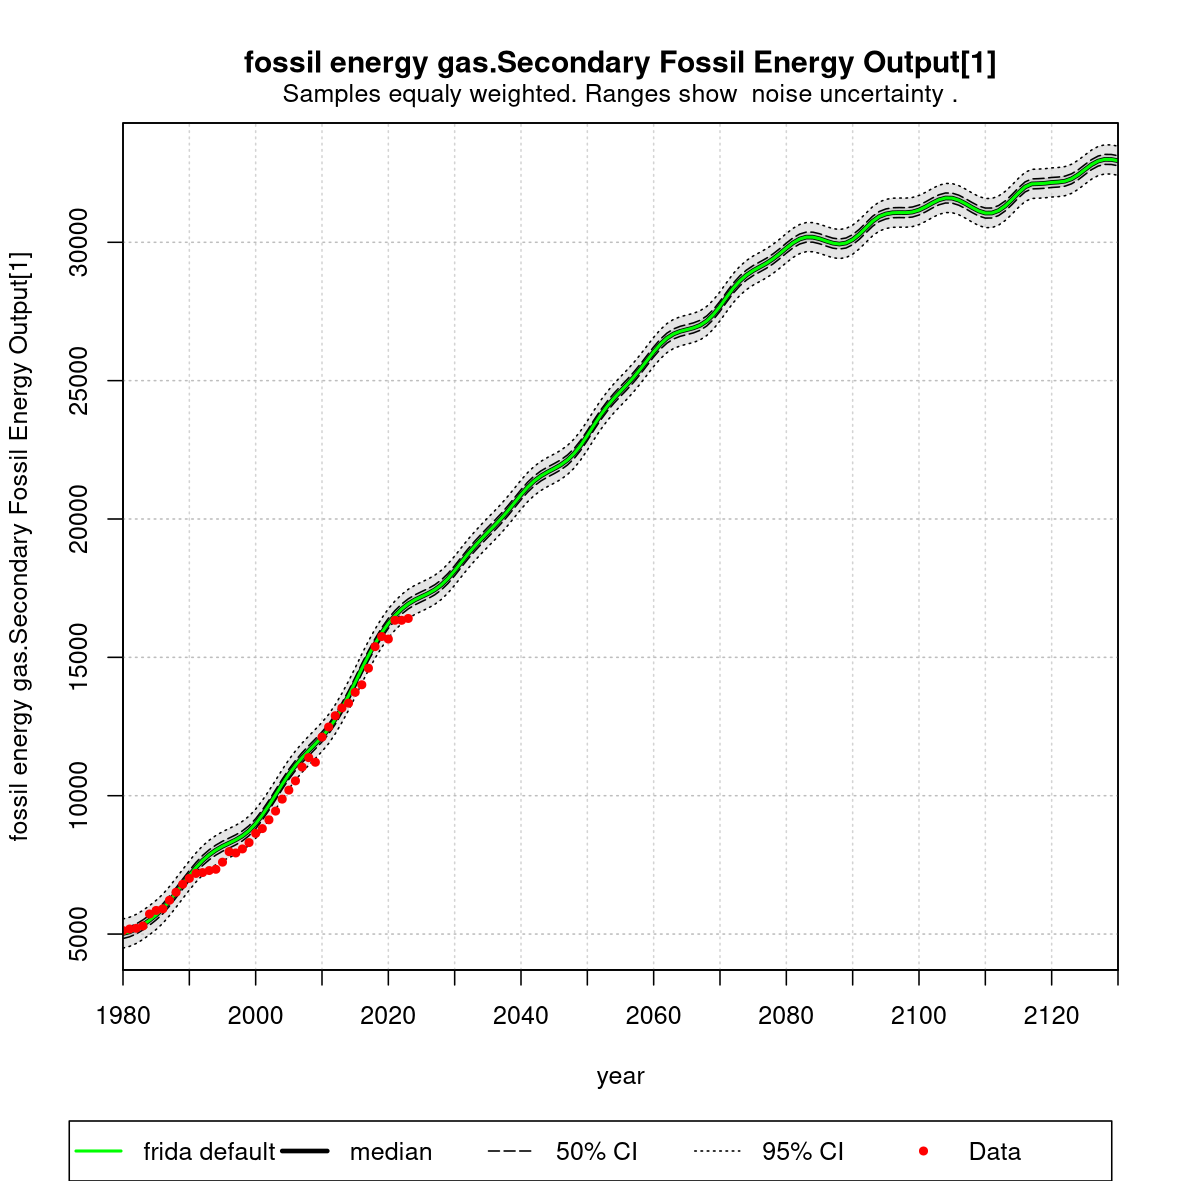 fossil energy gas.Secondary Fossil Energy Output[1]
Samples equaly weighted. Ranges show  noise uncertainty .
fossil energy gas.Secondary Fossil Energy Output[1]
30000
25000
20000
15000
10000
5000
1980 2000 2020 2040 2060 2080 2100 2120
year
frida default median 50% CI 95% CI Data